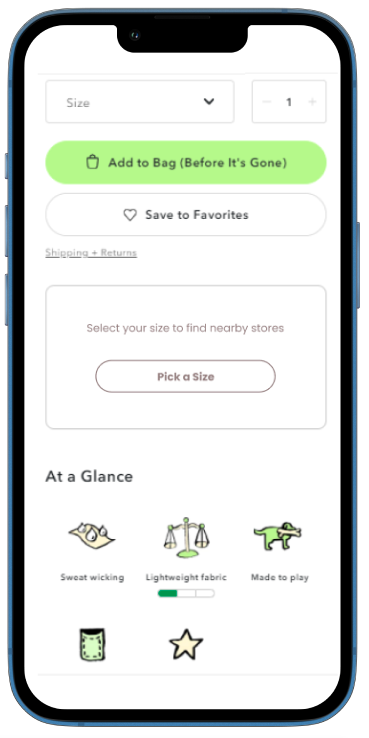 Size
1
Add to Bag (Before It's Gone)
Save to Favorites
Shipping + Returns
Select your size to find nearby stores
Pick a Size
At a Glance
Sweat wicking
Lightweight fabric
Made to play